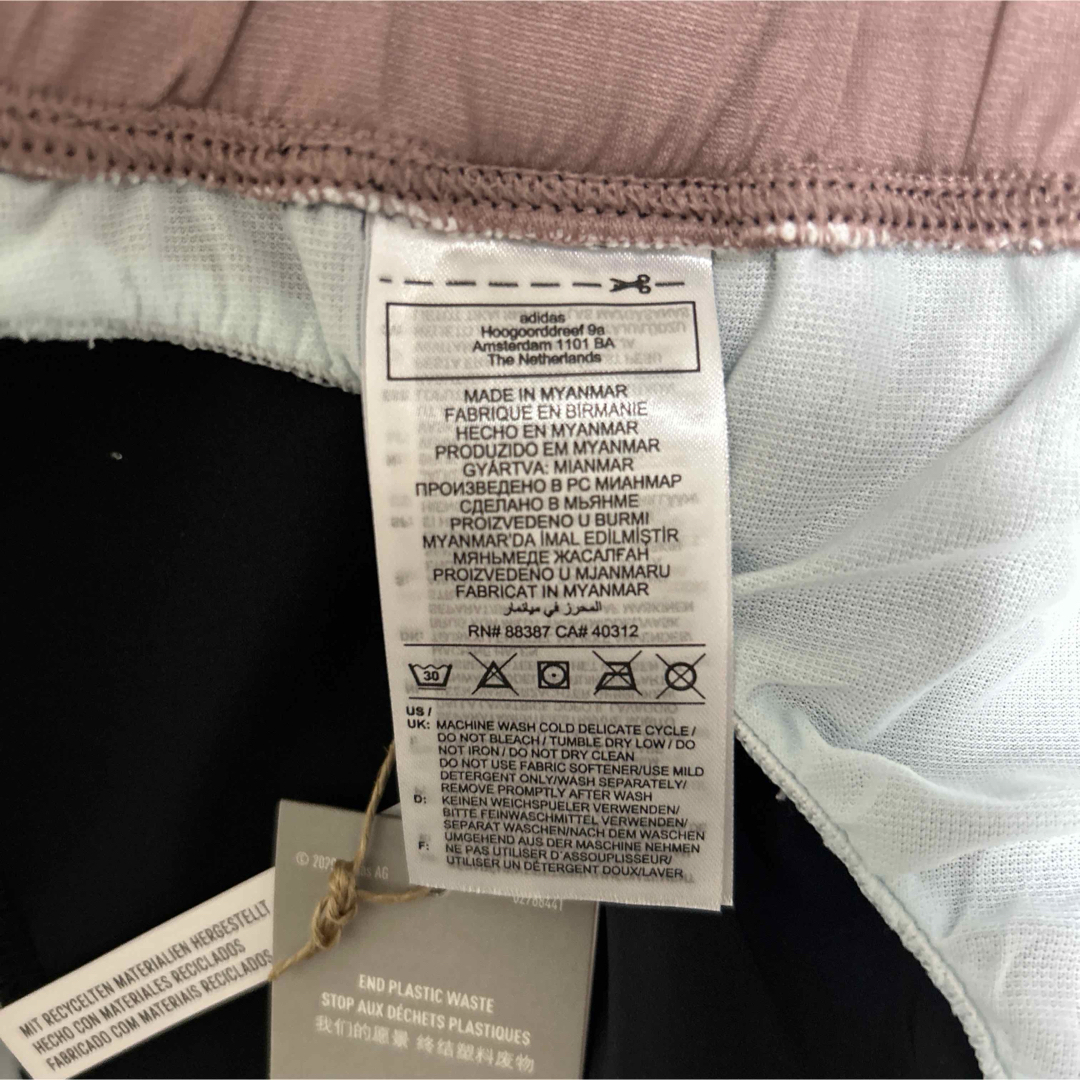 adidas
Hoogoorddreef 9a
Amsterdam 1101 BA
The Netherlands
MADE IN MYANMAR
FABRIQUE EN BIRMANIE
HECHO EN MYANMAR
PRODUZIDO EM MYANMAR
GYÁRTVA: MIANMAR
ПРОИЗВЕДЕНО В РС МИАНМАР
СДЕЛАНО В МЬЯНМЕ
PROIZVEDENO U BURMI
MYANMAR'DA İMAL EDİLMİŞTİR
МЯНЬМЕДЕ ЖАСАЛҒАН
PROIZVEDENO U MJANMARU
FABRICAT IN MYANMAR
المحرز في ميانمار
RN# 88387 CA# 40312
30
US /
UK: MACHINE WASH COLD DELICATE CYCLE /
DO NOT BLEACH / TUMBLE DRY LOW / DO
NOT IRON / DO NOT DRY CLEAN
DO NOT USE FABRIC SOFTENER/USE MILD
DETERGENT ONLY/WASH SEPARATELY/
REMOVE PROMPTLY AFTER WASH
D: KEINEN WEICHSPUELER VERWENDEN/
BITTE FEINWASCHMITTEL VERWENDEN/
SEPARAT WASCHEN/NACH DEM WASCHEN
UMGEHEND AUS DER MASCHINE NEHMEN
F: NE PAS UTILISER D'ASSOUPLISSEUR/
UTILISER UN DÉTERGENT DOUX/LAVER
© AG
END PLASTIC WASTE
STOP AUX DÉCHETS PLASTIQUES
我们的愿景 终结塑料废物
MIT RECYCELTEN MATERIALIEN HERGESTELLT
HECHO CON MATERIALES RECICLADOS
FABRICADO COM MATERIAIS RECICLADOS